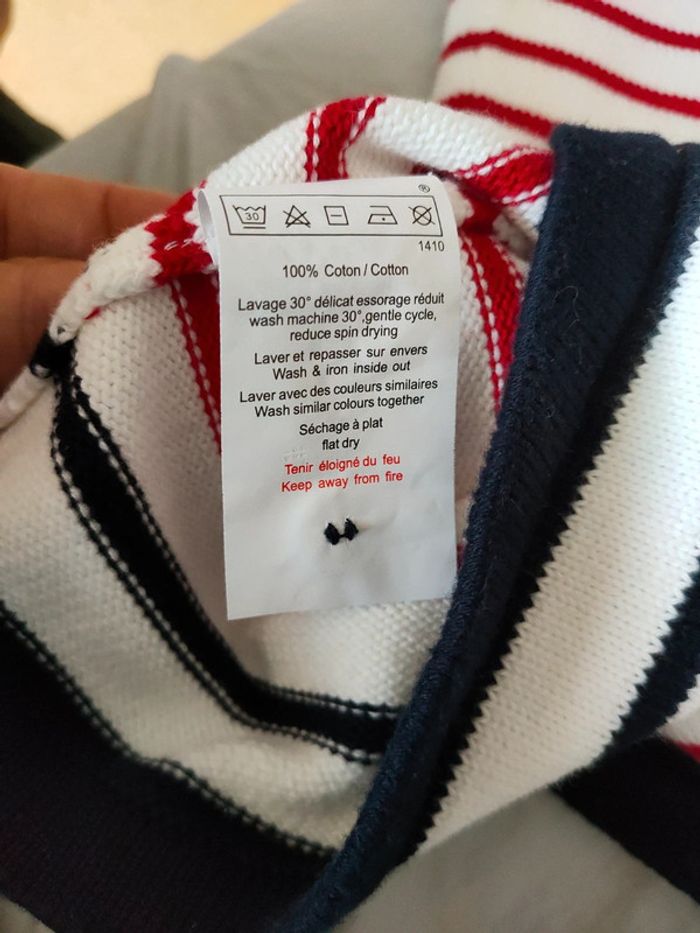 ®
30
1410
100% Coton / Cotton
Lavage 30° délicat essorage réduit
wash machine 30°,gentle cycle,
reduce spin drying
Laver et repasser sur envers
Wash & iron inside out
Laver avec des couleurs similaires
Wash similar colours together
Séchage à plat
flat dry
Tenir éloigné du feu
Keep away from fire